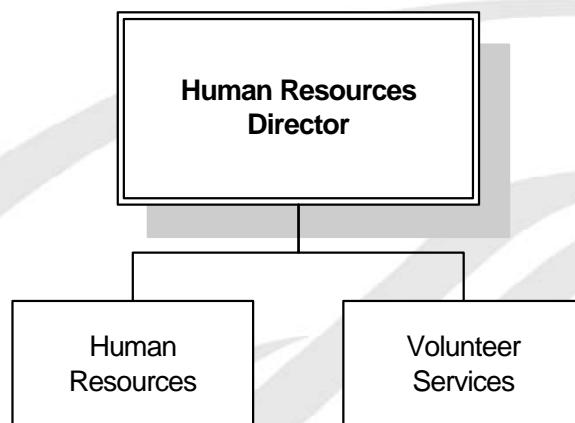 Human Resources
Director
Human
Resources
Volunteer
Services